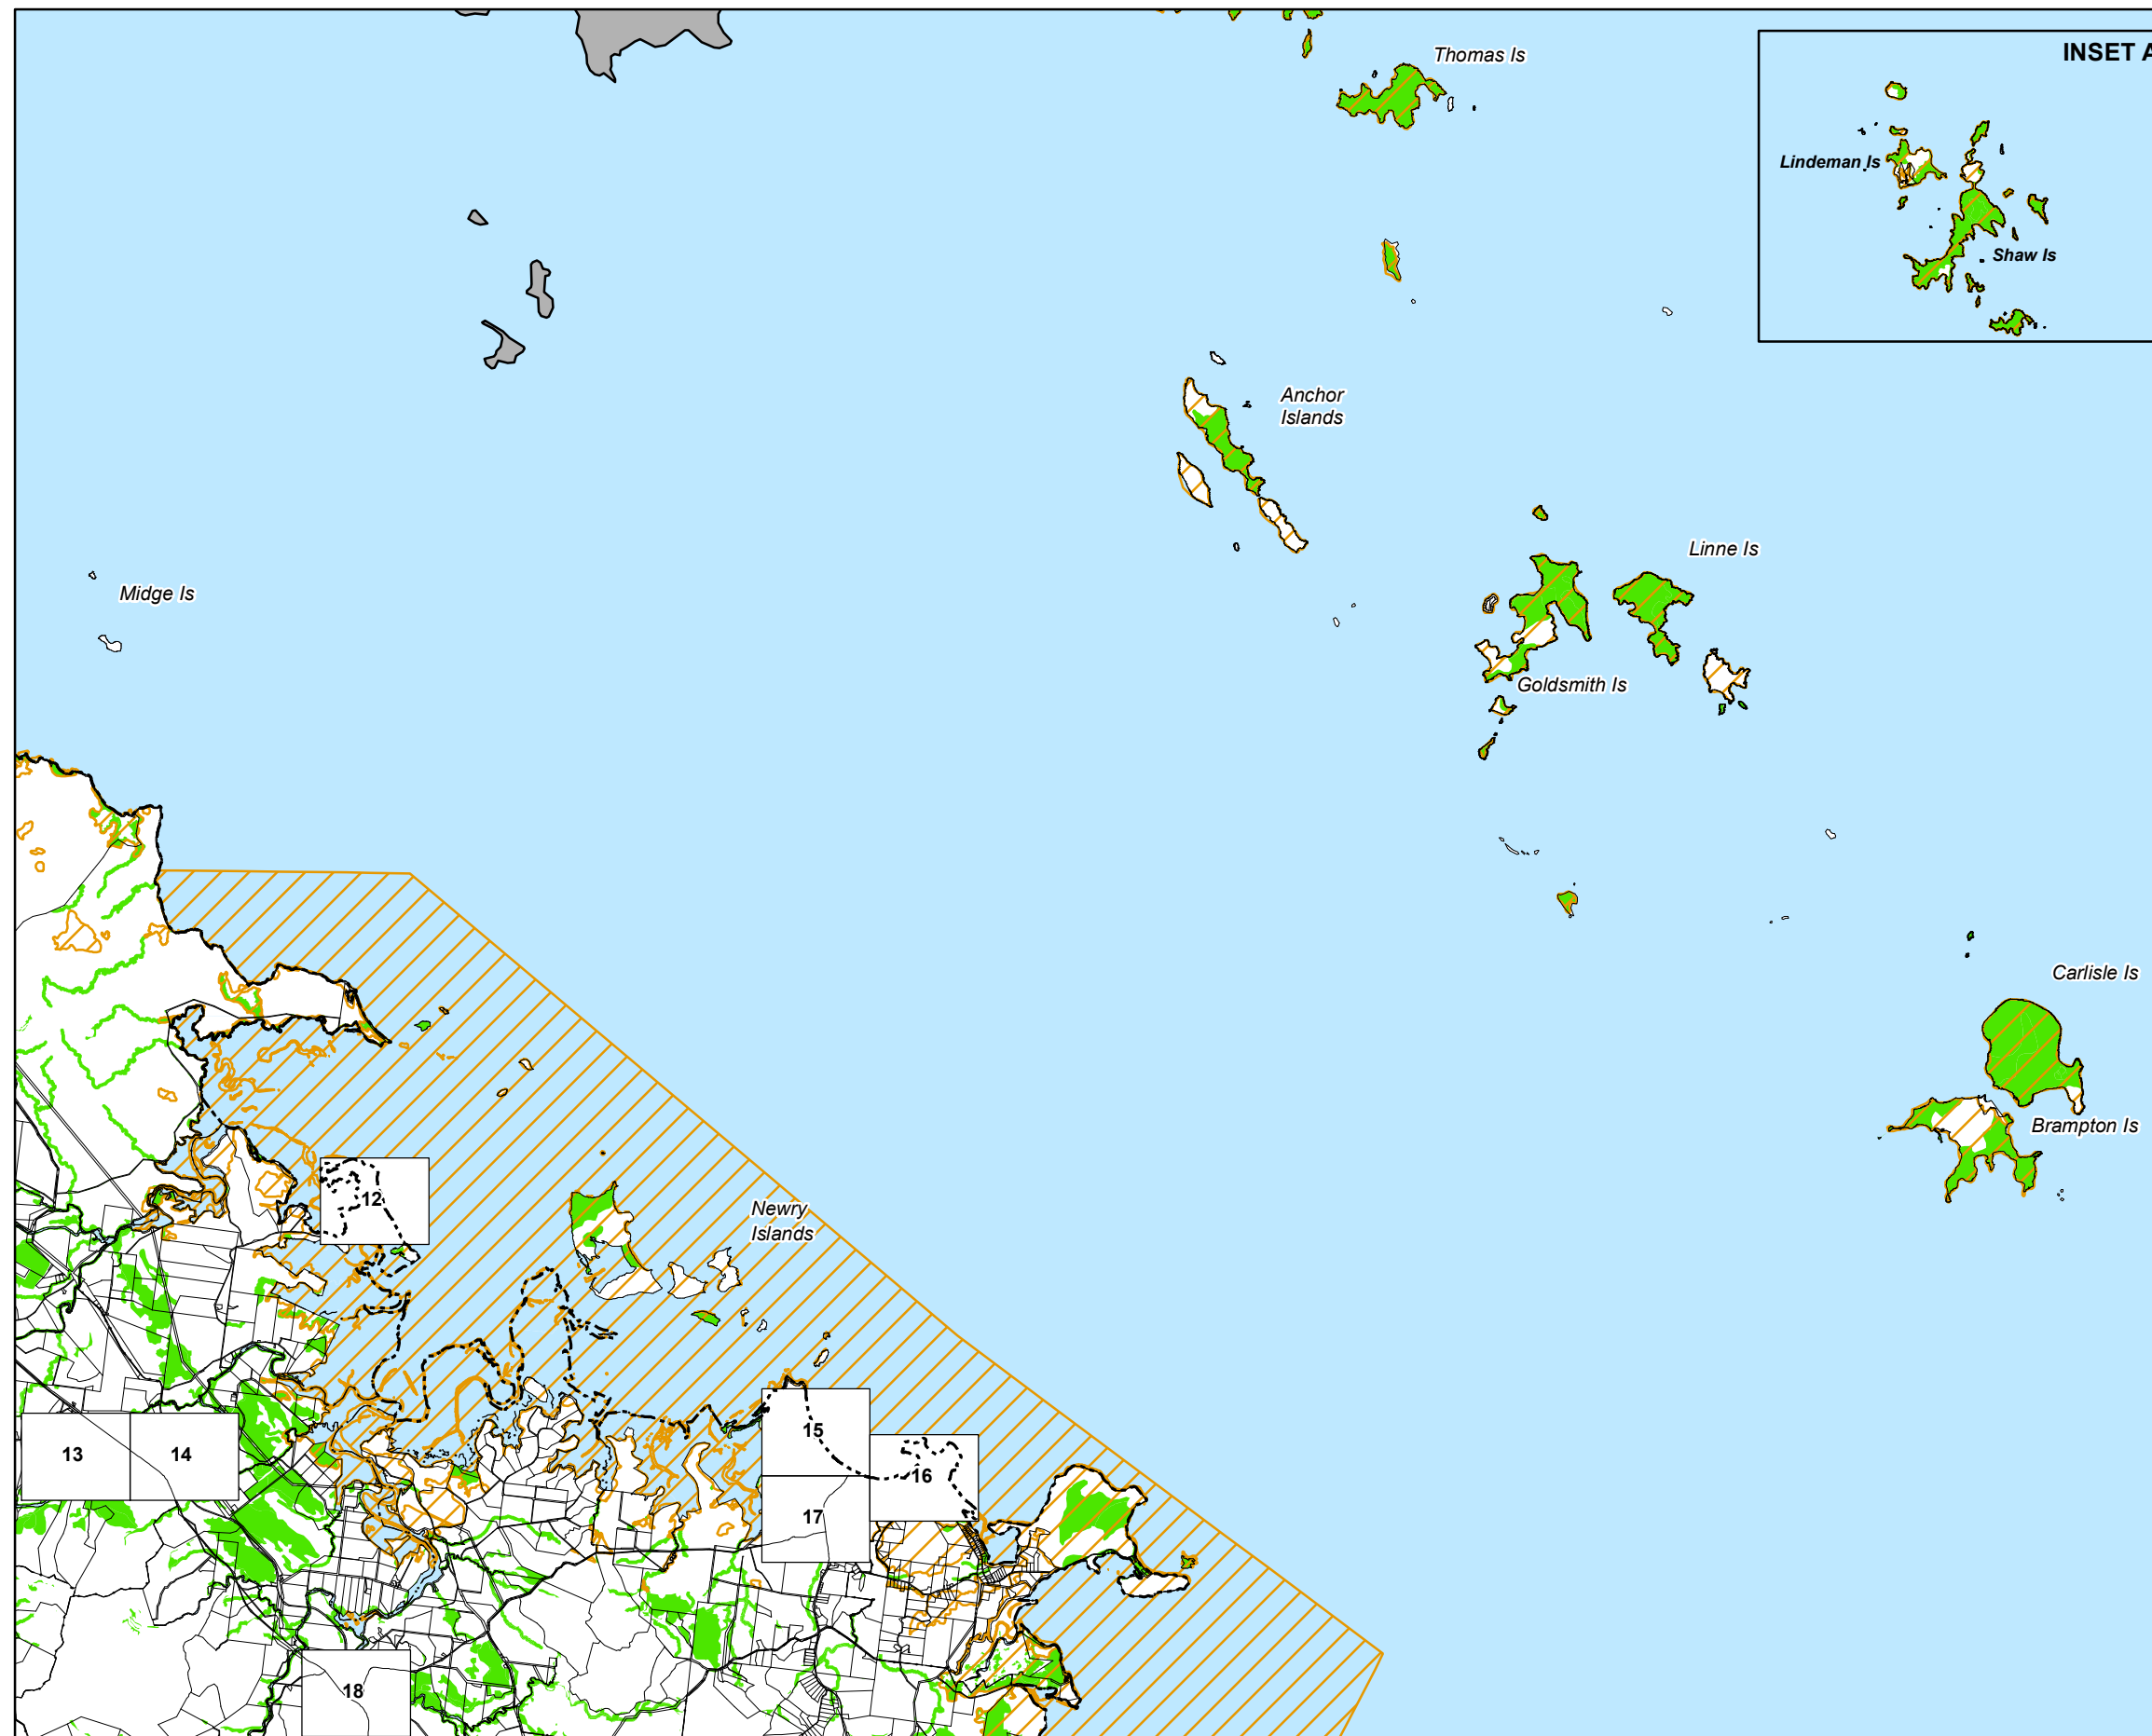 Thomas Is
INSET A
Lindeman Is
Shaw Is
Anchor
Islands
Linne Is
Midge Is
Goldsmith Is
Carlisle Is
Brampton Is
12
Newry
Islands
15
13
14
16
17
18